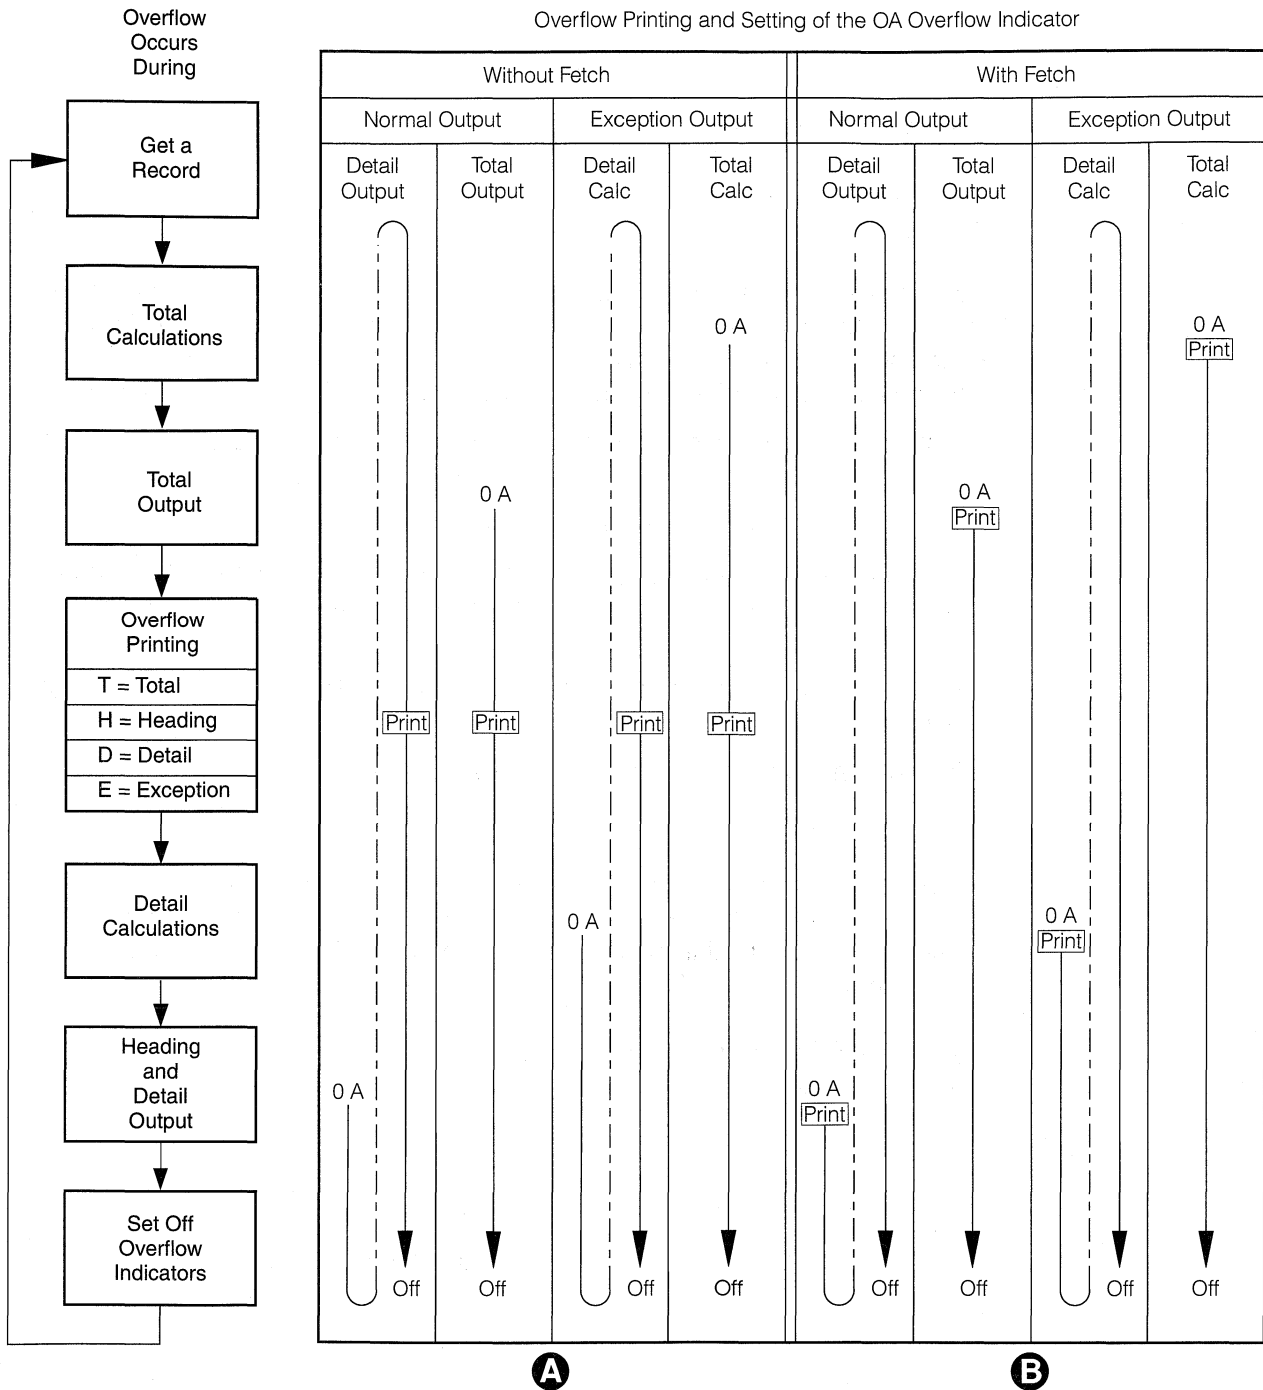 Overflow
Occurs
During
Get a
Record
Total
Calculations
Total
Output
Overflow
Printing
T = Total
H = Heading
D = Detail
E = Exception
Detail
Calculations
Heading
and
Detail
Output
Set Off
Overflow
Indicators
Overflow Printing and Setting of the OA Overflow Indicator
Without Fetch
With Fetch
Normal Output
Exception Output
Normal Output
Exception Output
Detail
Output
Total
Output
Detail
Calc
Total
Calc
Detail
Output
Total
Output
Detail
Calc
Total
Calc
0 A
Print
Off
0 A
Print
Off
0 A
Print
Off
0 A
Print
Off
0 A
Print
Off
0 A
Print
Off
0 A
Print
Off
0 A
Print
Off
A
B